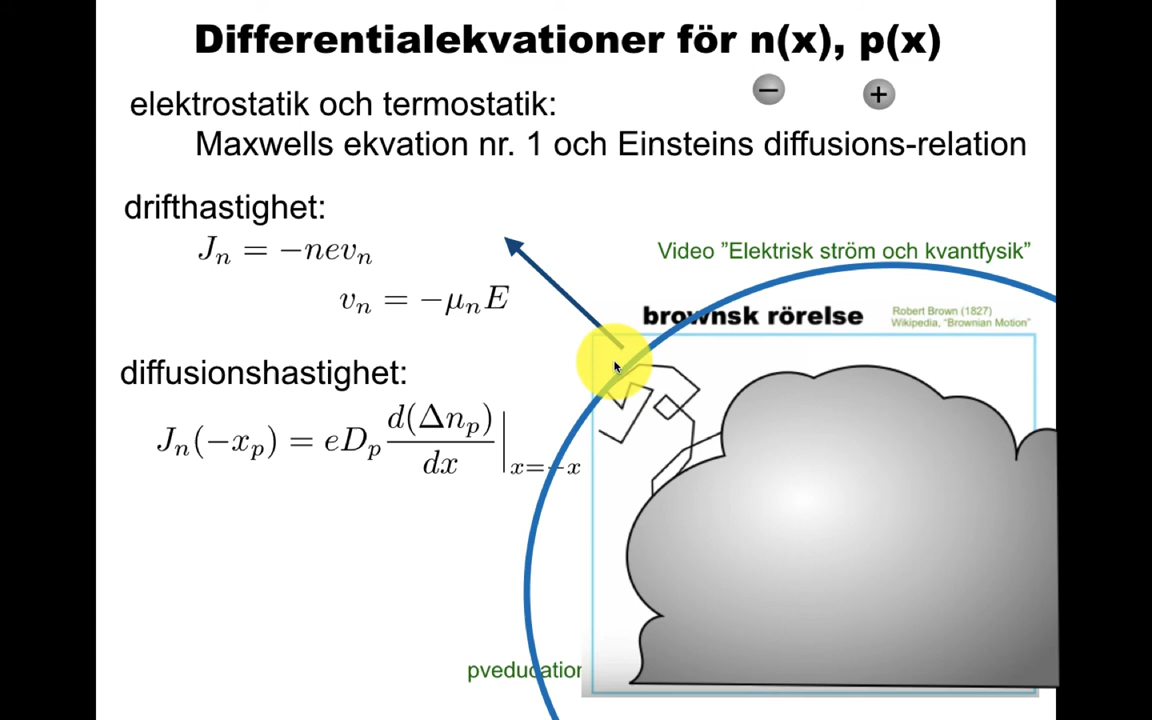 Differentialekvationer för n(x), p(x)
− +
elektrostatik och termostatik:
Maxwells ekvation nr. 1 och Einsteins diffusions-relation
drifthastighet:
J_n = −nev_n
Video ”Elektrisk ström och kvantfysik”
v_n = −μ_nE
brownsk rörelse
Robert Brown (1827)
Wikipedia, “Brownian Motion”
diffusionshastighet:
J_n(−x_p) = eD_p d(Δn_p)/dx |_{x=−x
pveducation